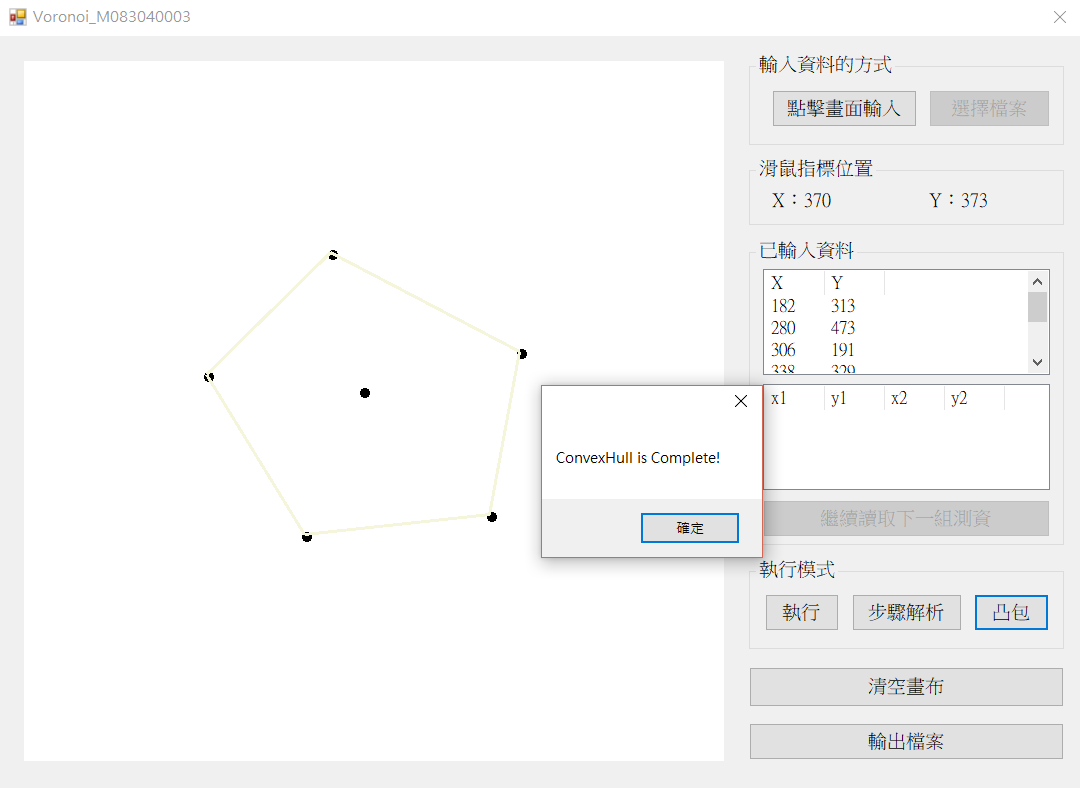 Voronoi_M083040003
輸入資料的方式
點擊畫面輸入 選擇檔案
滑鼠指標位置
X：370 Y：373
已輸入資料
X Y
182 313
280 473
306 191
338 329
x1 y1 x2 y2
ConvexHull is Complete!
確定
繼續讀取下一組測資
執行模式
執行 步驟解析 凸包
清空畫布
輸出檔案